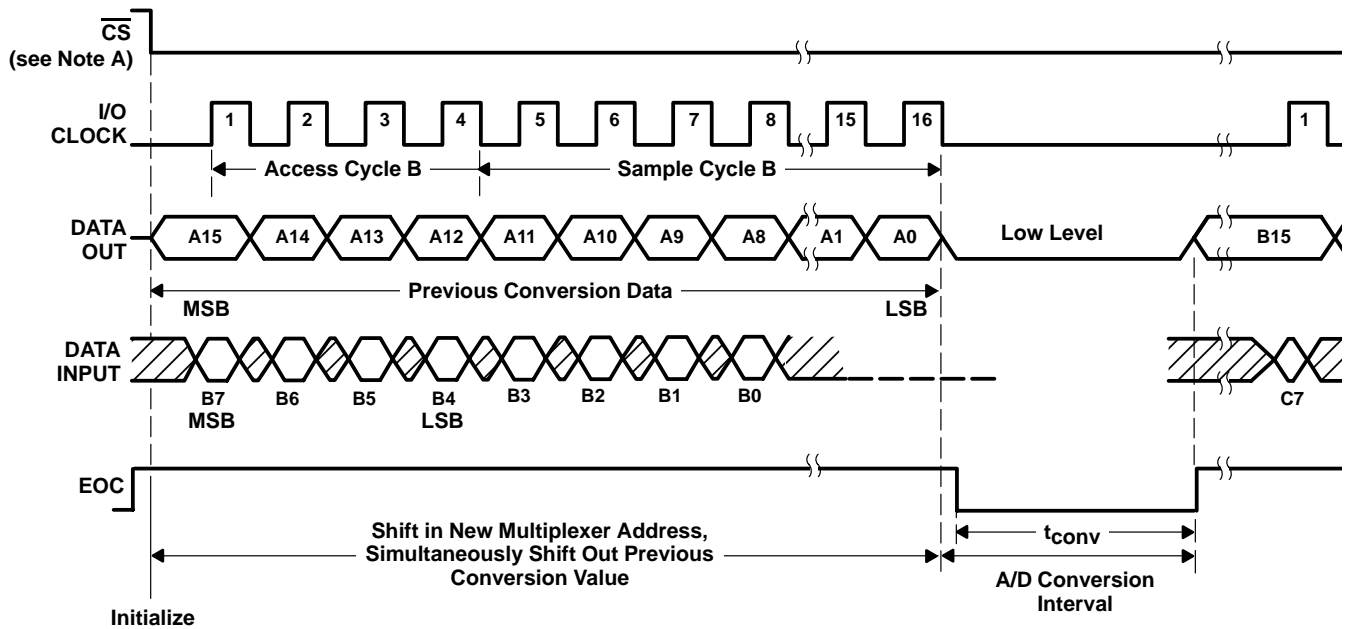 CS
(see Note A)
I/O
CLOCK
1 2 3 4 5 6 7 8 15 16 1
Access Cycle B Sample Cycle B
DATA
OUT
A15 A14 A13 A12 A11 A10 A9 A8 A1 A0 Low Level B15
Previous Conversion Data
MSB LSB
DATA
INPUT
B7 B6 B5 B4 B3 B2 B1 B0 C7
MSB LSB
EOC
Shift in New Multiplexer Address,
Simultaneously Shift Out Previous
Conversion Value
tconv
A/D Conversion
Interval
Initialize